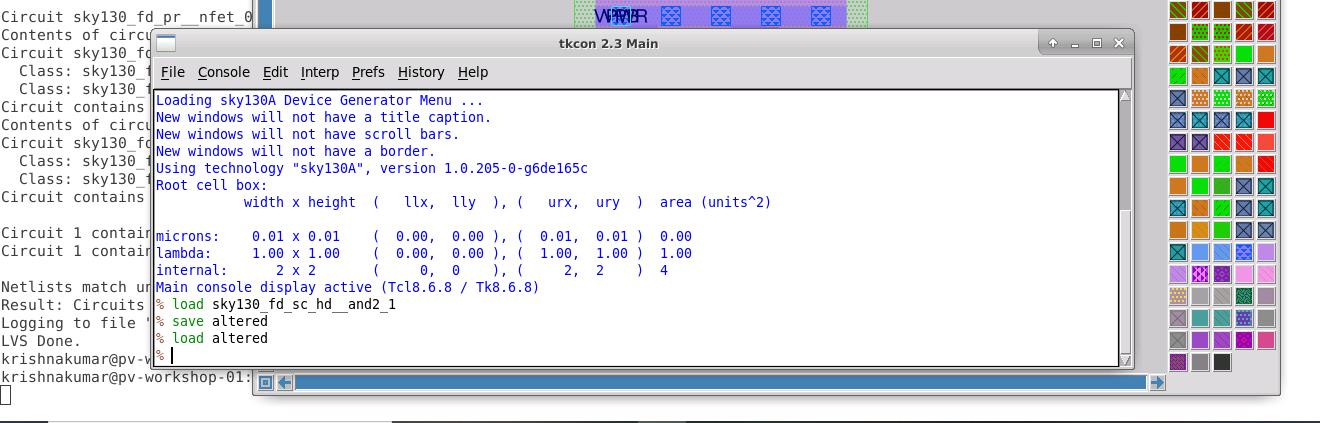 Circuit sky130_fd_pr__nfet_0
Contents of circu
Circuit sky130_fd
Class: sky130_f
Class: sky130_f
Circuit contains
Contents of circu
Circuit sky130_fd
Class: sky130_f
Class: sky130_f
Circuit contains
Circuit 1 contain
Circuit 1 contain
Netlists match un
Result: Circuits
Logging to file "
LVS Done.
krishnakumar@pv-w
krishnakumar@pv-workshop-01:
tkcon 2.3 Main
File Console Edit Interp Prefs History Help
Loading sky130A Device Generator Menu ...
New windows will not have a title caption.
New windows will not have scroll bars.
New windows will not have a border.
Using technology "sky130A", version 1.0.205-0-g6de165c
Root cell box:
width x height ( llx, lly ), ( urx, ury ) area (units^2)
microns: 0.01 x 0.01 ( 0.00, 0.00 ), ( 0.01, 0.01 ) 0.00
lambda: 1.00 x 1.00 ( 0.00, 0.00 ), ( 1.00, 1.00 ) 1.00
internal: 2 x 2 ( 0, 0 ), ( 2, 2 ) 4
Main console display active (Tcl8.6.8 / Tk8.6.8)
% load sky130_fd_sc_hd__and2_1
% save altered
% load altered
%